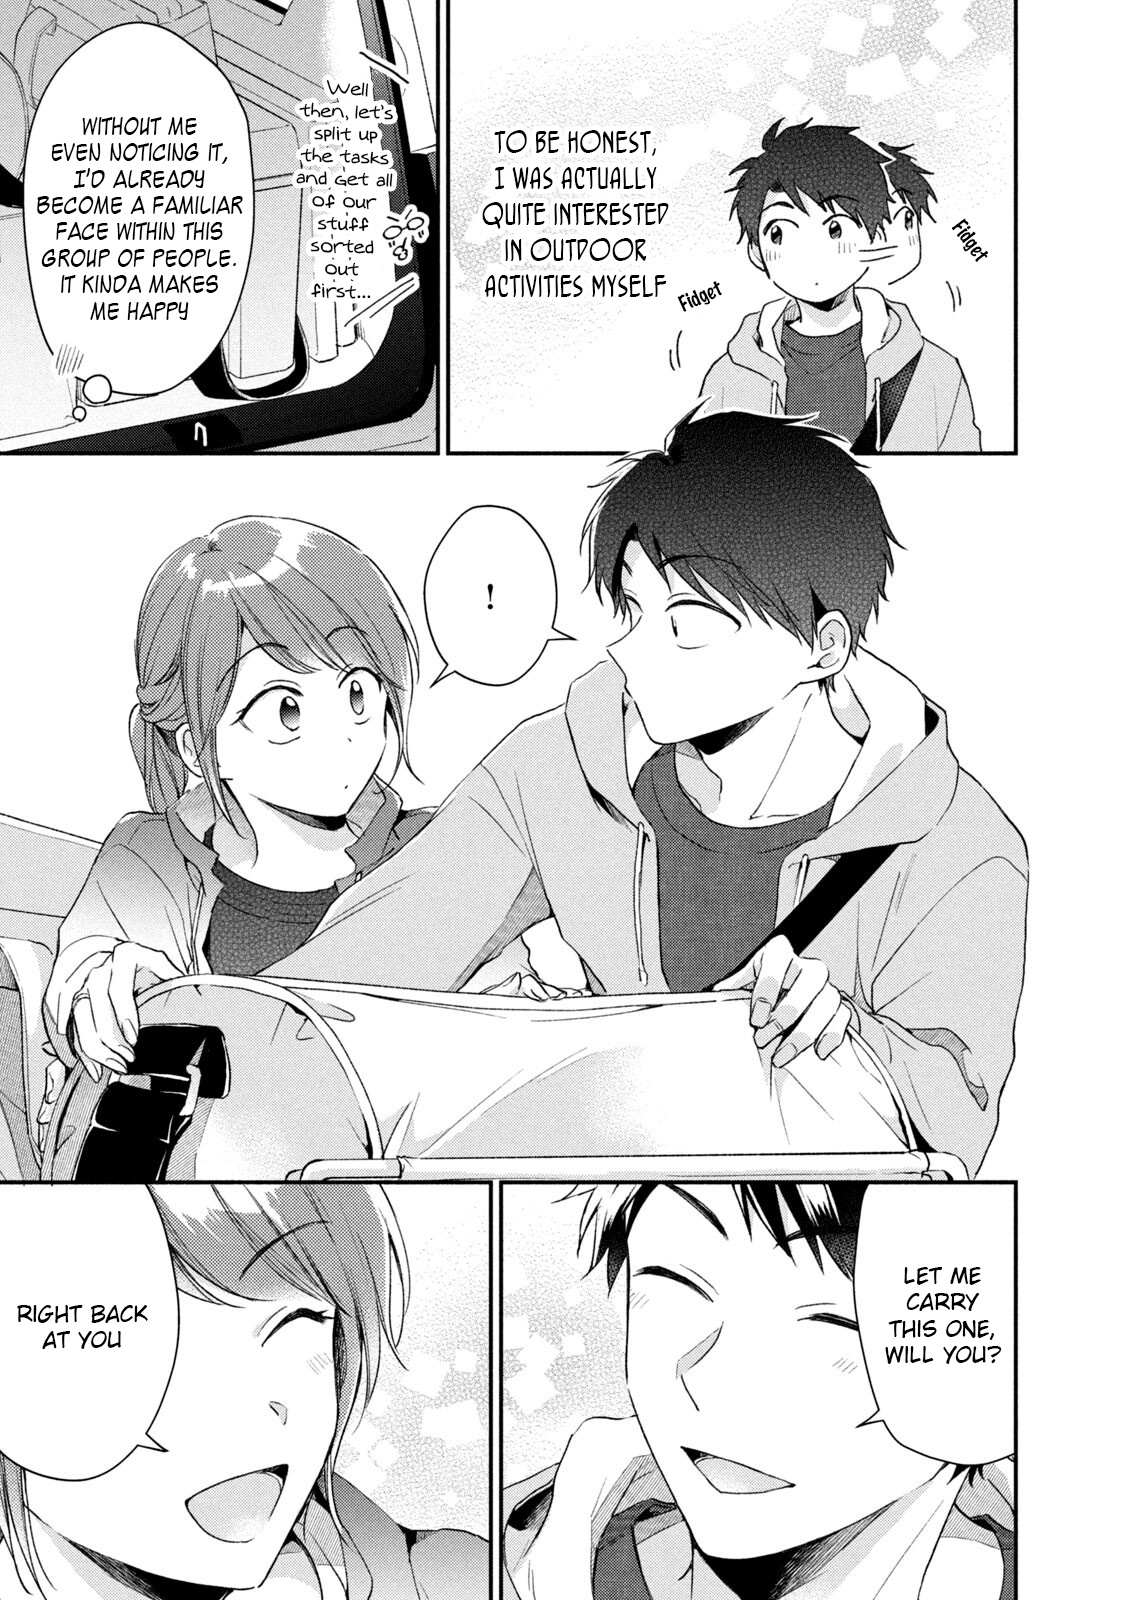 TO BE HONEST,
I WAS ACTUALLY
QUITE INTERESTED
IN OUTDOOR
ACTIVITIES MYSELF
Fidget
Fidget
Well
then, let's
split up
the tasks
and get all
of our
stuff
sorted
out
first...
WITHOUT ME
EVEN NOTICING IT,
I'D ALREADY
BECOME A FAMILIAR
FACE WITHIN THIS
GROUP OF PEOPLE.
IT KINDA MAKES
ME HAPPY
!
LET ME
CARRY
THIS ONE,
WILL YOU?
RIGHT BACK
AT YOU